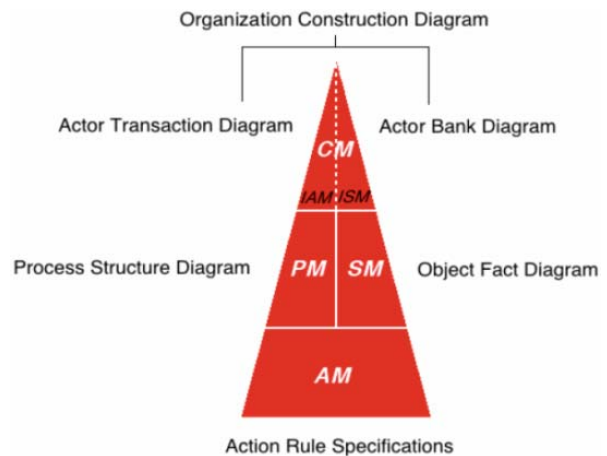 Organization Construction Diagram
Actor Transaction Diagram
Actor Bank Diagram
CM
IAM ISM
Process Structure Diagram
PM
SM
Object Fact Diagram
AM
Action Rule Specifications